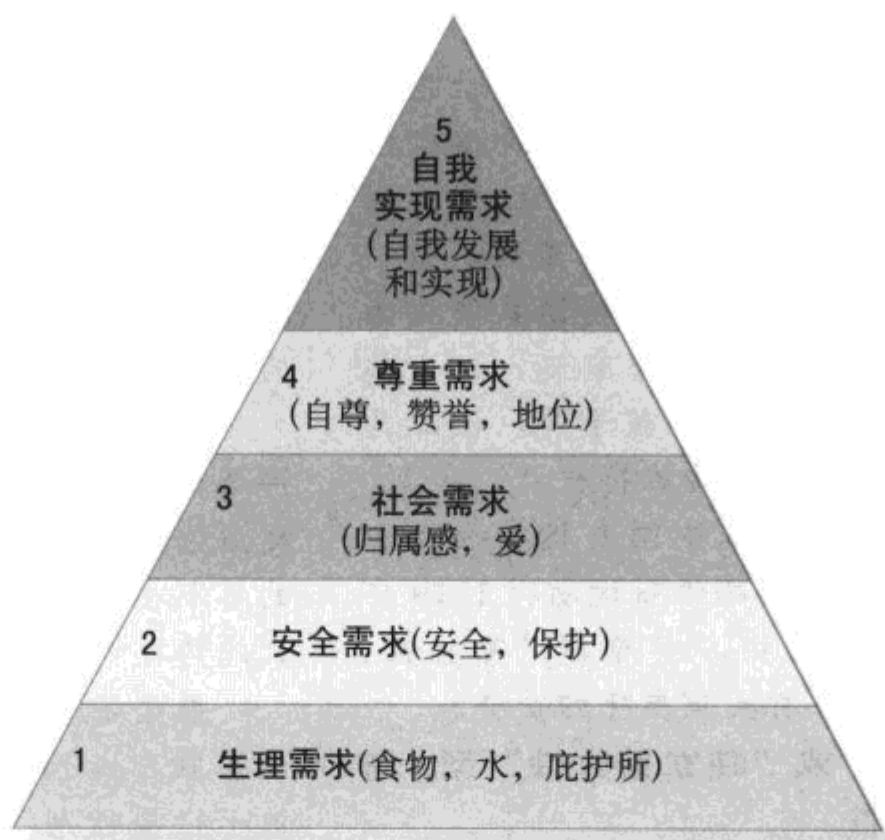 5
自我
实现需求
(自我发展
和实现)
4 尊重需求
(自尊，赞誉，地位)
3 社会需求
(归属感，爱)
2 安全需求(安全，保护)
1 生理需求(食物，水，庇护所)